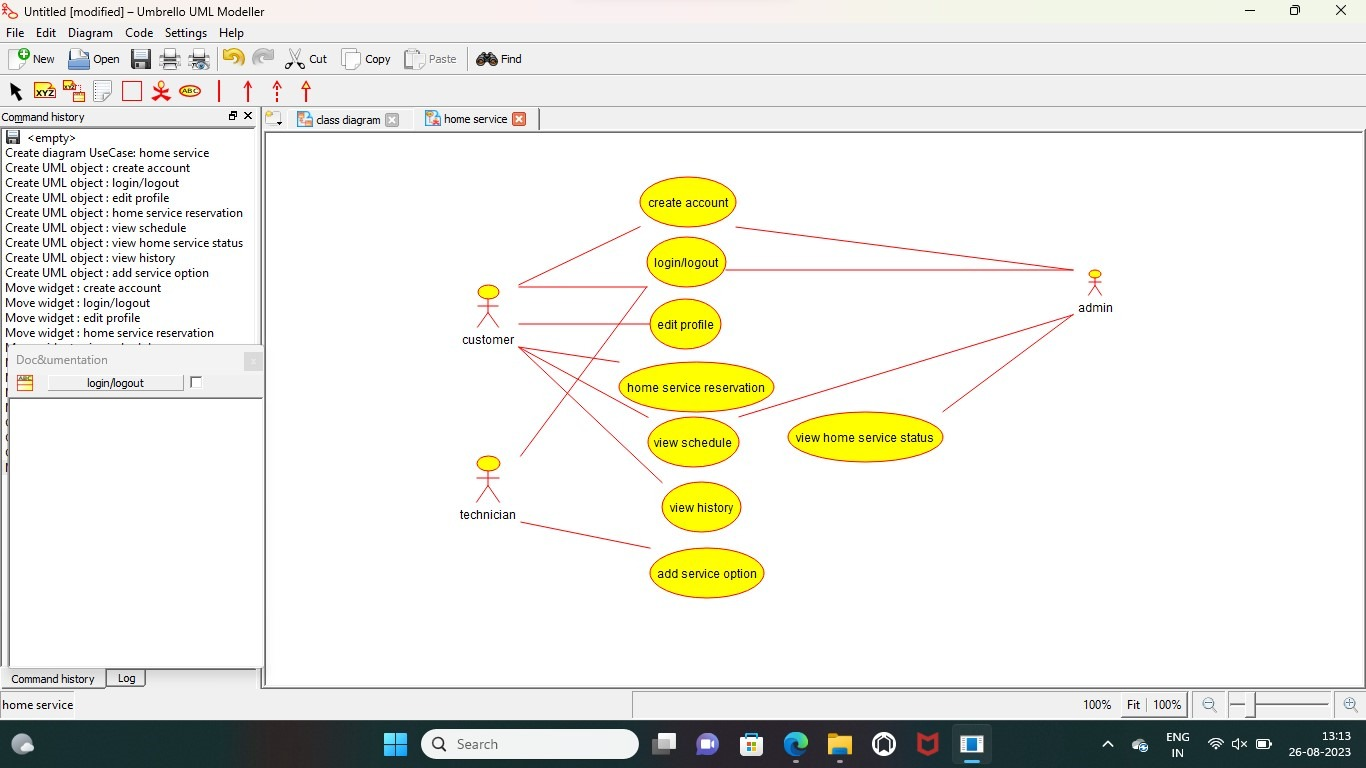 Untitled [modified] – Umbrello UML Modeller
File Edit Diagram Code Settings Help
New Open Cut Copy Paste Find
XYZ XYZ ABC
Command history
class diagram
home service
<empty>
Create diagram UseCase: home service
Create UML object : create account
Create UML object : login/logout
Create UML object : edit profile
Create UML object : home service reservation
Create UML object : view schedule
Create UML object : view home service status
Create UML object : view history
Create UML object : add service option
Move widget : create account
Move widget : login/logout
Move widget : edit profile
Move widget : home service reservation
Doc&umentation
ABC
login/logout
Command history
Log
create account
login/logout
edit profile
home service reservation
view schedule
view home service status
view history
add service option
customer
technician
admin
home service
100% Fit 100%
Search
ENG
IN
13:13
26-08-2023